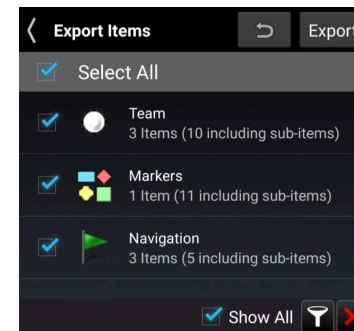 Export Items
Export
Select All
Team
3 Items (10 including sub-items)
Markers
1 Item (11 including sub-items)
Navigation
3 Items (5 including sub-items)
Show All